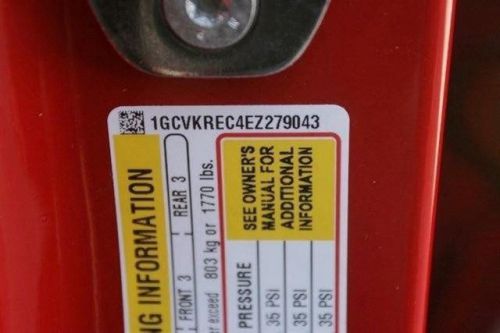 1GCVKREC4EZ279043
SEE OWNER'S
MANUAL FOR
ADDITIONAL
INFORMATION
INFORMATION
FRONT 3 REAR 3
exceed 803 kg or 1770 lbs.
PRESSURE
35 PSI
35 PSI
35 PSI